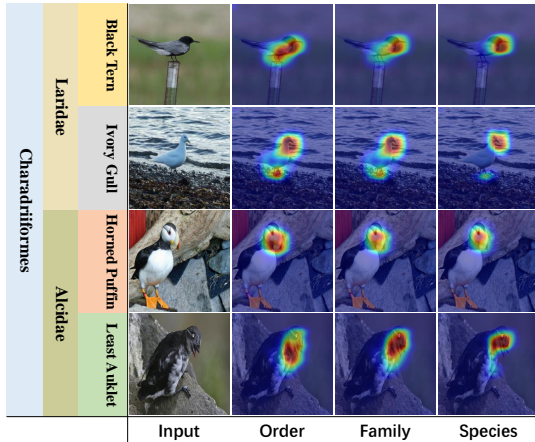 Charadriiformes
Laridae
Alcidae
Black Tern
Ivory Gull
Horned Puffin
Least Auklet
Input Order Family Species